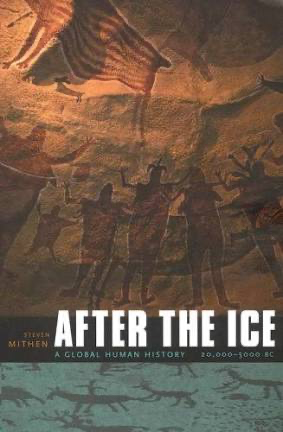 STEVEN
MITHEN
AFTER THE ICE
A GLOBAL HUMAN HISTORY 20,000–5000 BC